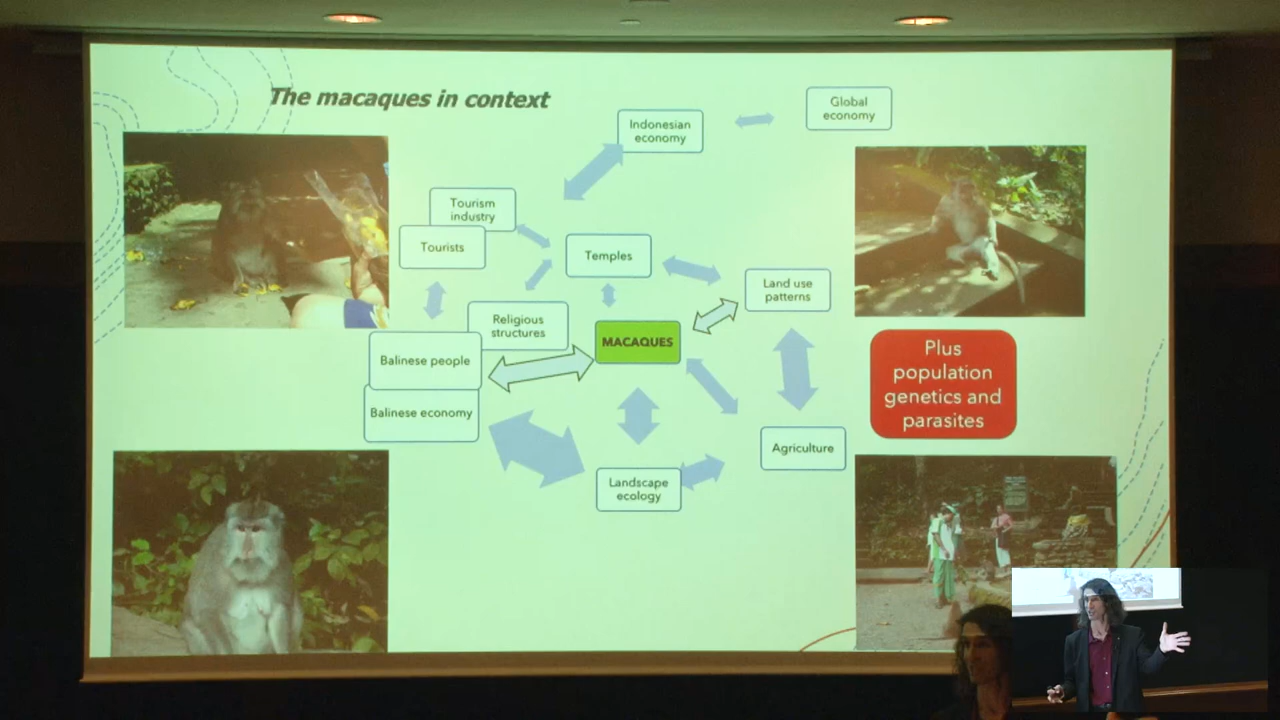 The macaques in context
Global
economy
Indonesian
economy
Tourism
industry
Tourists
Temples
Land use
patterns
Religious
structures
MACAQUES
Balinese people
Balinese economy
Plus
population
genetics and
parasites
Agriculture
Landscape
ecology